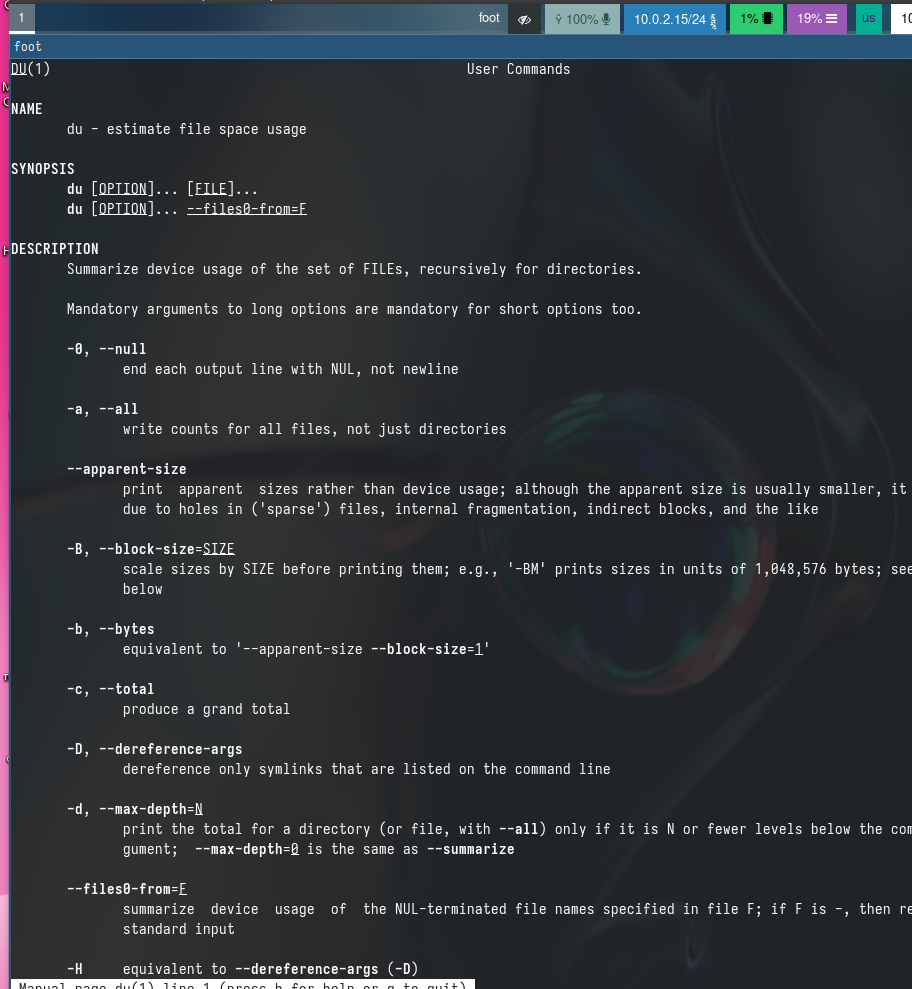 1 foot 100% 10.0.2.15/24 1% 19% us
foot
DU(1) User Commands
NAME
du - estimate file space usage
SYNOPSIS
du [OPTION]... [FILE]...
du [OPTION]... --files0-from=F
DESCRIPTION
Summarize device usage of the set of FILEs, recursively for directories.
Mandatory arguments to long options are mandatory for short options too.
-0, --null
end each output line with NUL, not newline
-a, --all
write counts for all files, not just directories
--apparent-size
print apparent sizes rather than device usage; although the apparent size is usually smaller, it
due to holes in ('sparse') files, internal fragmentation, indirect blocks, and the like
-B, --block-size=SIZE
scale sizes by SIZE before printing them; e.g., '-BM' prints sizes in units of 1,048,576 bytes; see
below
-b, --bytes
equivalent to '--apparent-size --block-size=1'
-c, --total
produce a grand total
-D, --dereference-args
dereference only symlinks that are listed on the command line
-d, --max-depth=N
print the total for a directory (or file, with --all) only if it is N or fewer levels below the com
gument; --max-depth=0 is the same as --summarize
--files0-from=F
summarize device usage of the NUL-terminated file names specified in file F; if F is -, then re
standard input
-H equivalent to --dereference-args (-D)
Manual page du(1) line 1 (press h for help or q to quit)